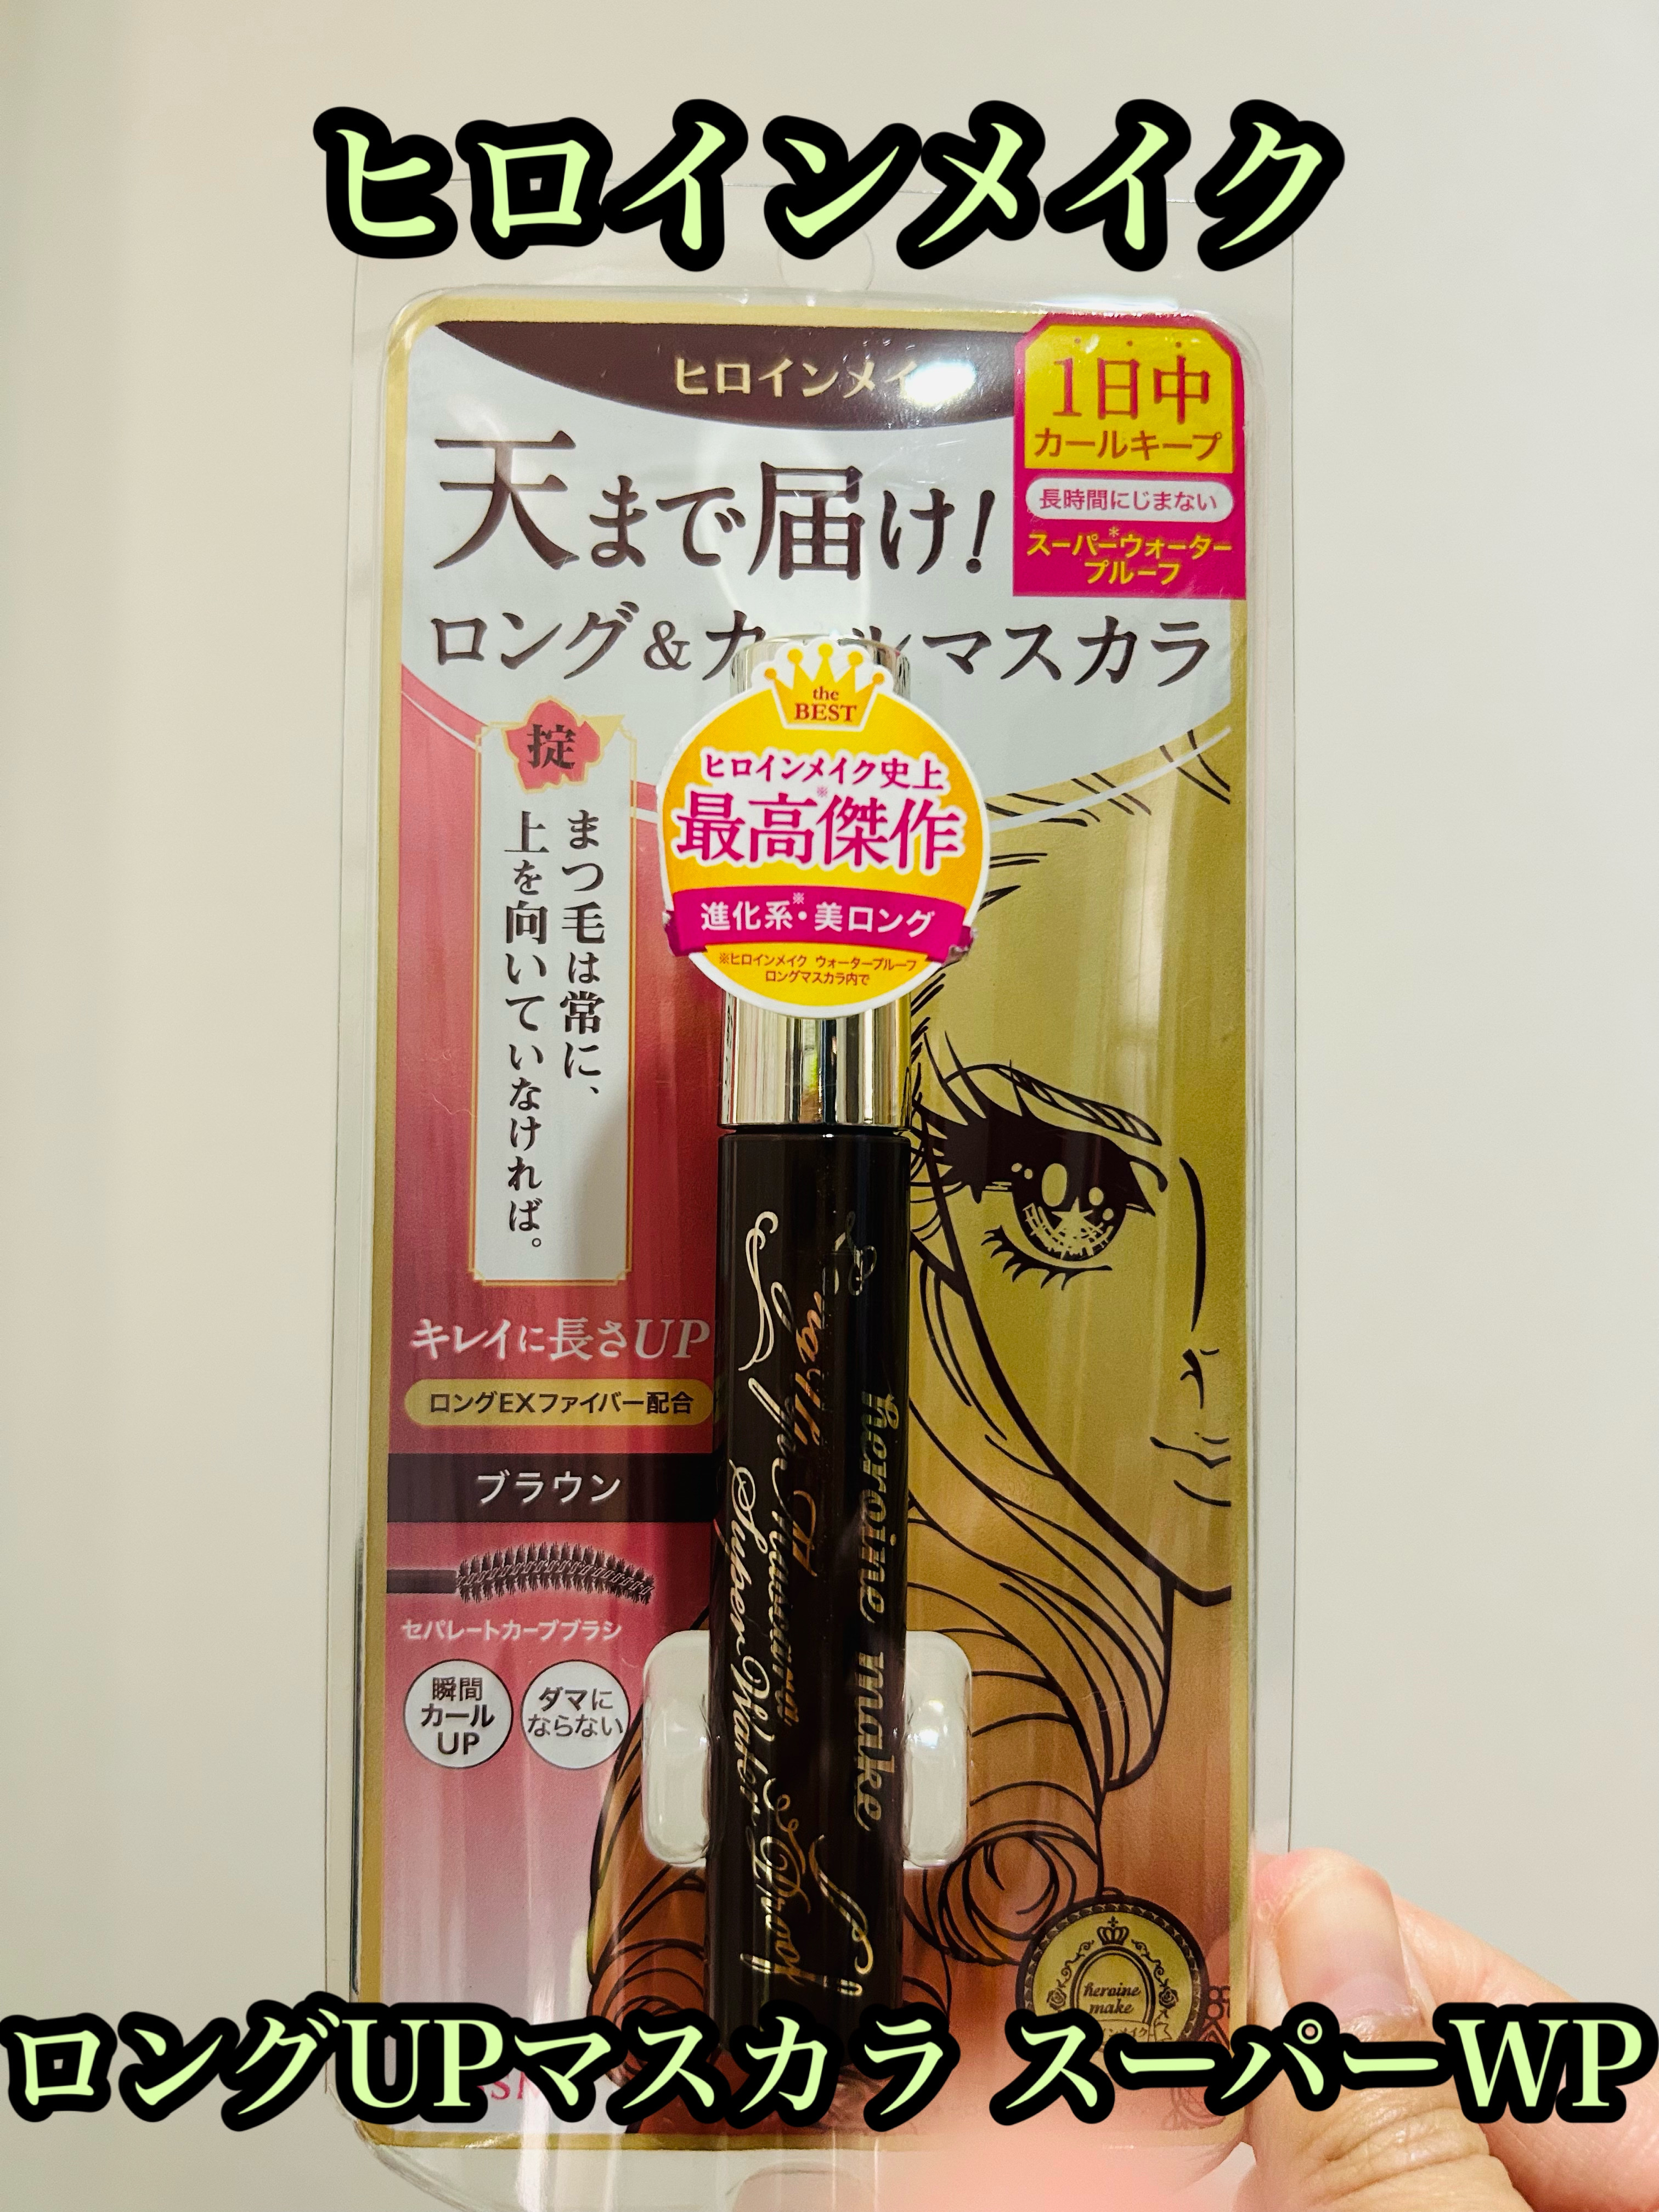 ヒロインメイク
ヒロインメイ
1日中
カールキープ
長時間にじまない
スーパー*ウォーター
プルーフ
天まで届け!
ロング&カールマスカラ
the
BEST
ヒロインメイク史上
最高傑作※
進化系※・美ロング
※ヒロインメイク ウォータープルーフ
ロングマスカラ内で
掟
まつ毛は常に、
上を向いていなければ。
キレイに長さUP
ロングEXファイバー配合
ブラウン
セパレートカーブブラシ
瞬間
カール
UP
ダマに
ならない
heroine make
Super WaterProof
heroine
make
ロングUPマスカラ スーパーWP